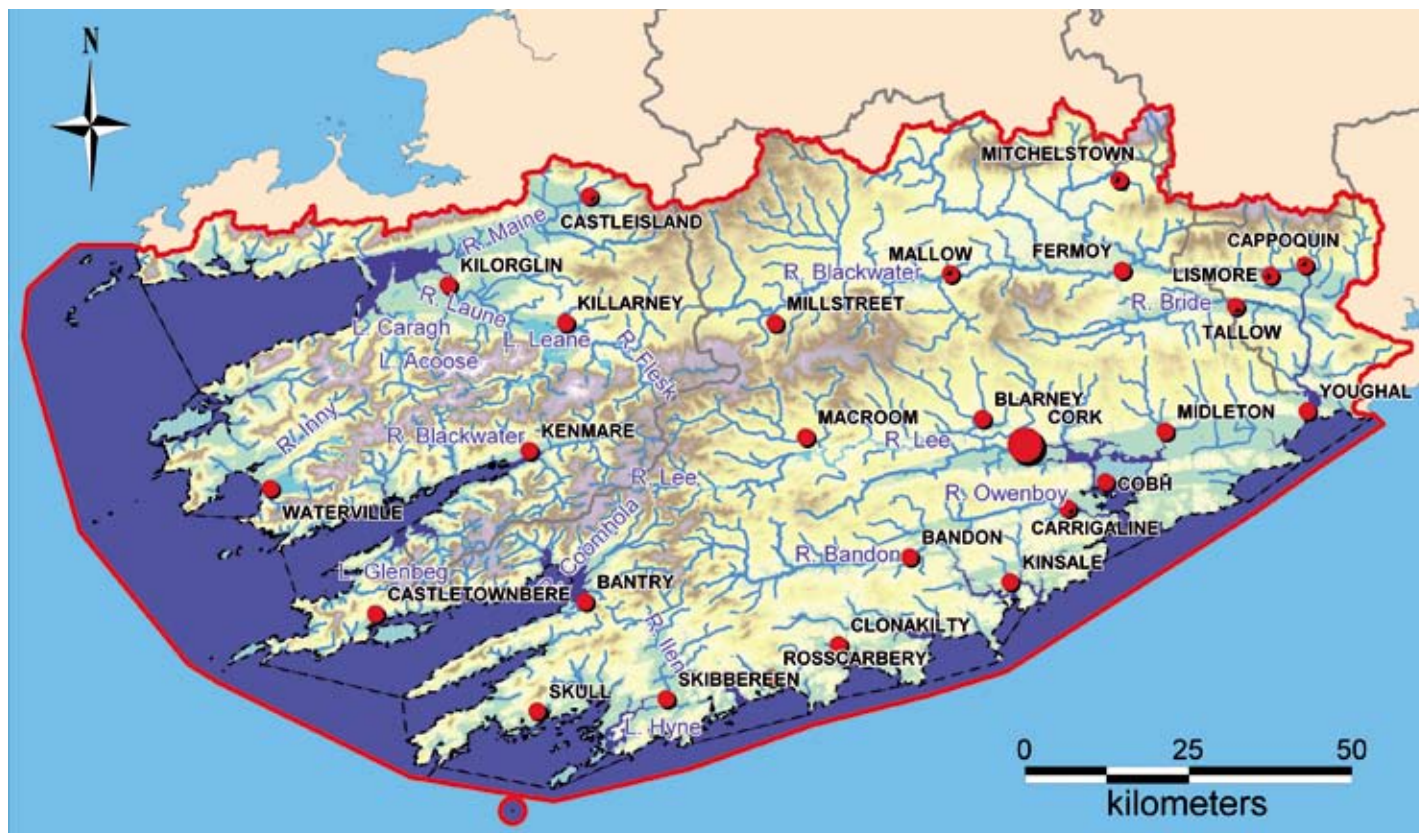 N
MITCHELSTOWN
CASTLEISLAND
R. Maine
MALLOW
FERMOY
CAPPOQUIN
KILORGLIN
R. Blackwater
LISMORE
R. Laune
KILLARNEY
MILLSTREET
R. Bride
TALLOW
L. Caragh
L. Leane
L. Acoose
R. Flesk
YOUGHAL
BLARNEY
MIDLETON
MACROOM
CORK
R. Inny
R. Blackwater
KENMARE
R. Lee
R. Lee
COBH
R. Owenboy
WATERVILLE
CARRIGALINE
Coomhola
BANDON
R. Bandon
KINSALE
L. Glenbeg
CASTLETOWNBERE
BANTRY
CLONAKILTY
R. Ilen
ROSSCARBERY
SKIBBEREEN
SKULL
L. Hyne
0 25 50
kilometers